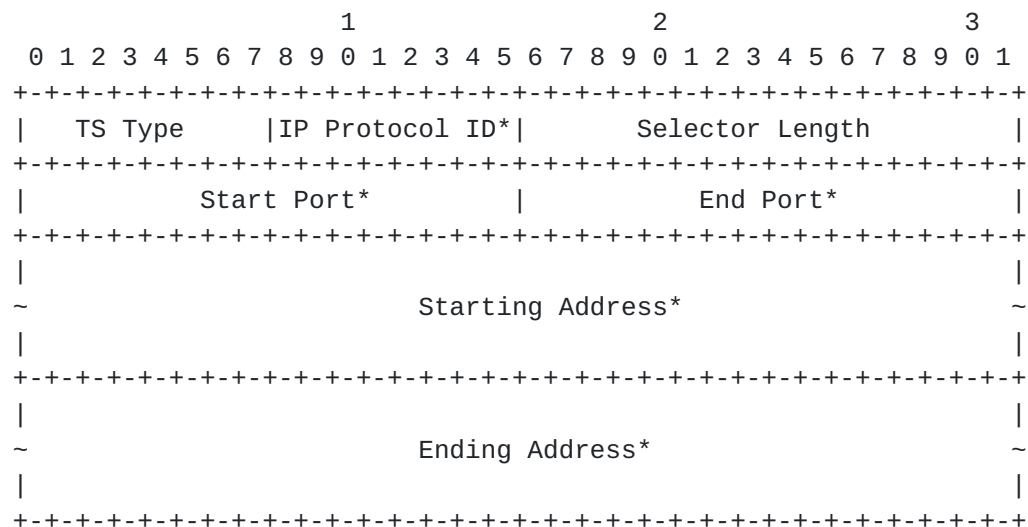 1                   2                   3
 0 1 2 3 4 5 6 7 8 9 0 1 2 3 4 5 6 7 8 9 0 1 2 3 4 5 6 7 8 9 0 1
+-+-+-+-+-+-+-+-+-+-+-+-+-+-+-+-+-+-+-+-+-+-+-+-+-+-+-+-+-+-+-+-+
|   TS Type     |IP Protocol ID*|       Selector Length         |
+-+-+-+-+-+-+-+-+-+-+-+-+-+-+-+-+-+-+-+-+-+-+-+-+-+-+-+-+-+-+-+-+
|           Start Port*         |           End Port*           |
+-+-+-+-+-+-+-+-+-+-+-+-+-+-+-+-+-+-+-+-+-+-+-+-+-+-+-+-+-+-+-+-+
|                                                               |
~                         Starting Address*                     ~
|                                                               |
+-+-+-+-+-+-+-+-+-+-+-+-+-+-+-+-+-+-+-+-+-+-+-+-+-+-+-+-+-+-+-+-+
|                                                               |
~                         Ending Address*                       ~
|                                                               |
+-+-+-+-+-+-+-+-+-+-+-+-+-+-+-+-+-+-+-+-+-+-+-+-+-+-+-+-+-+-+-+-+